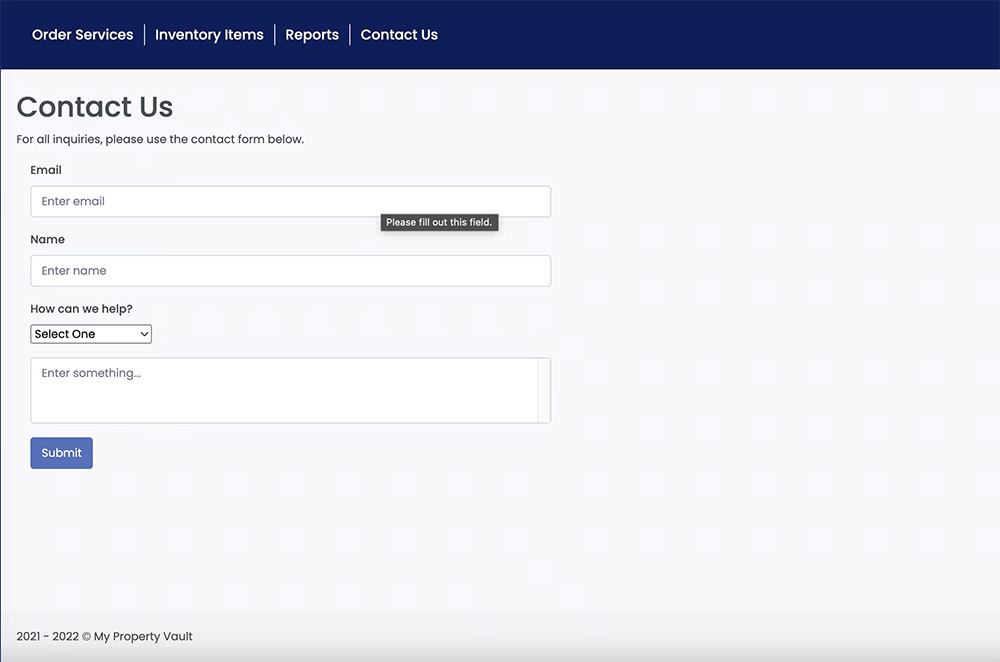 Order Services Inventory Items Reports Contact Us
Contact Us
For all inquiries, please use the contact form below.
Email
Enter email
Please fill out this field.
Name
Enter name
How can we help?
Select One
Enter something...
Submit
2021 - 2022 © My Property Vault